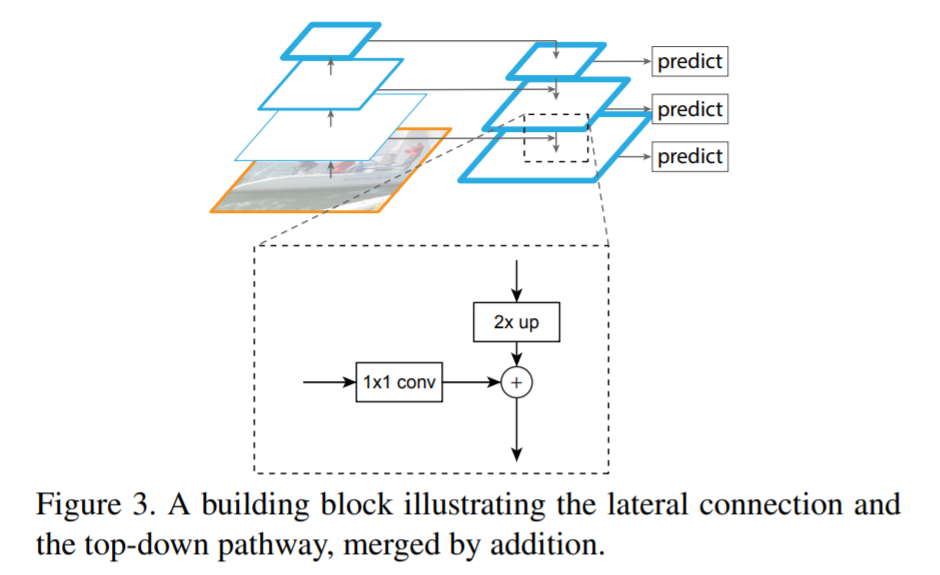 predict
predict
predict
2x up
1x1 conv
+
Figure 3. A building block illustrating the lateral connection and
the top-down pathway, merged by addition.